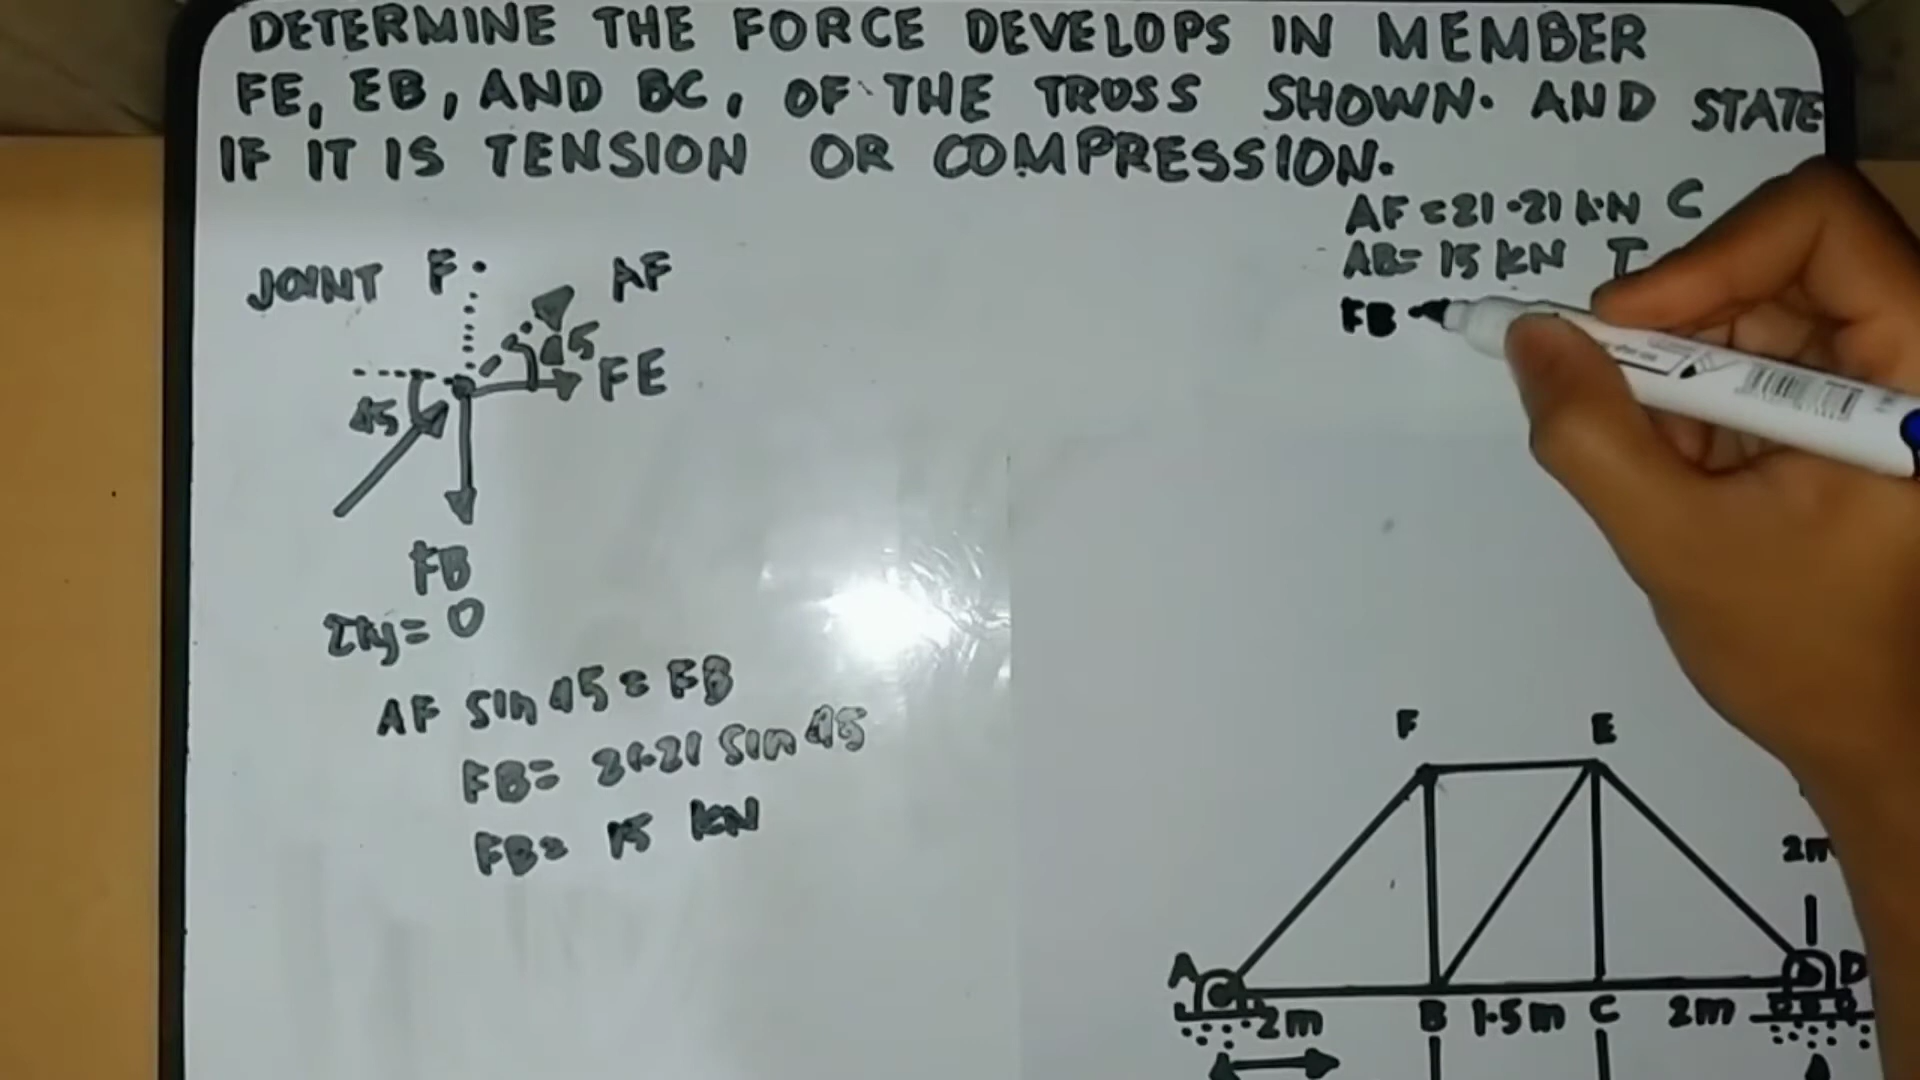 DETERMINE THE FORCE DEVELOPS IN MEMBER
FE, EB, AND BC, OF THE TRUSS SHOWN. AND STATE
IF IT IS TENSION OR COMPRESSION.
AF = 21.21 kN C
AB = 15 kN T
FB
JOINT F.
AF
45
FE
45
FB
ΣFy = 0
AF sin 45 = FB
FB = 21.21 sin 45
FB = 15 kN
F E
2m
A D
2m B 1.5m C 2m